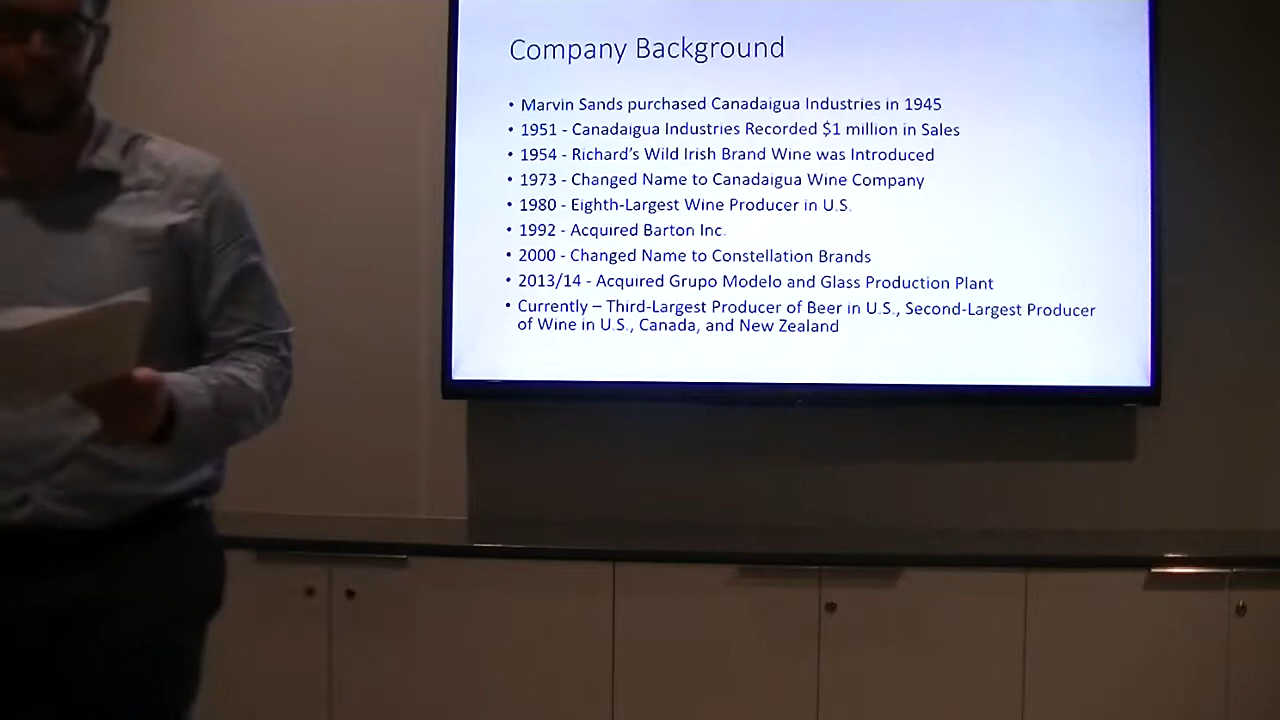 Company Background
• Marvin Sands purchased Canadaigua Industries in 1945
• 1951 - Canadaigua Industries Recorded $1 million in Sales
• 1954 - Richard's Wild Irish Brand Wine was Introduced
• 1973 - Changed Name to Canadaigua Wine Company
• 1980 - Eighth-Largest Wine Producer in U.S.
• 1992 - Acquired Barton Inc.
• 2000 - Changed Name to Constellation Brands
• 2013/14 - Acquired Grupo Modelo and Glass Production Plant
• Currently – Third-Largest Producer of Beer in U.S., Second-Largest Producer
of Wine in U.S., Canada, and New Zealand